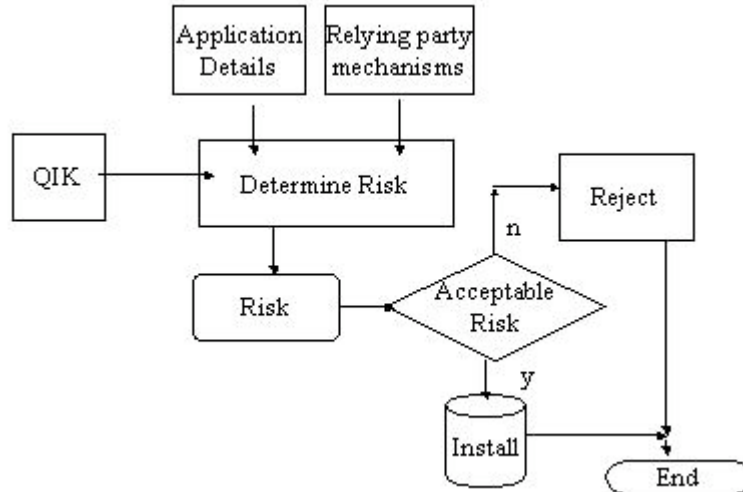 Application
Details
Relying party
mechanisms
QIK
Determine Risk
Reject
n
Risk
Acceptable
Risk
y
Install
End